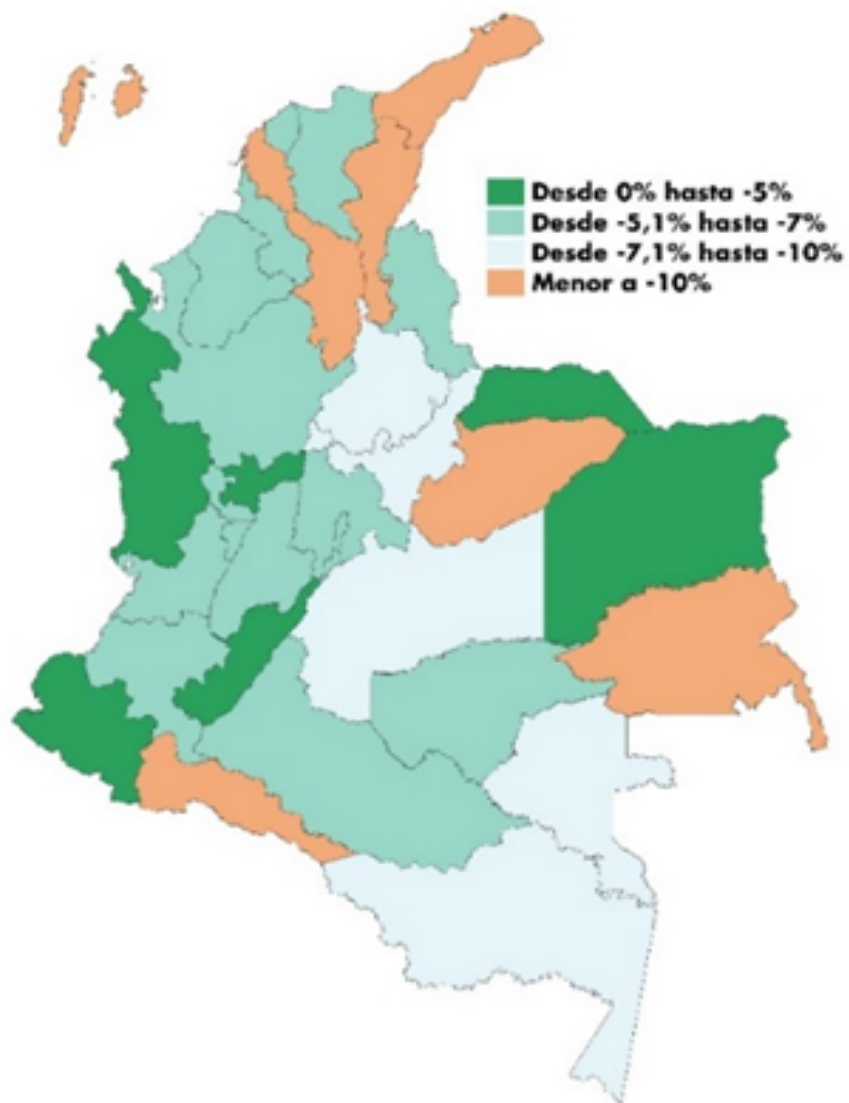 Desde 0% hasta -5%
Desde -5,1% hasta -7%
Desde -7,1% hasta -10%
Menor a -10%